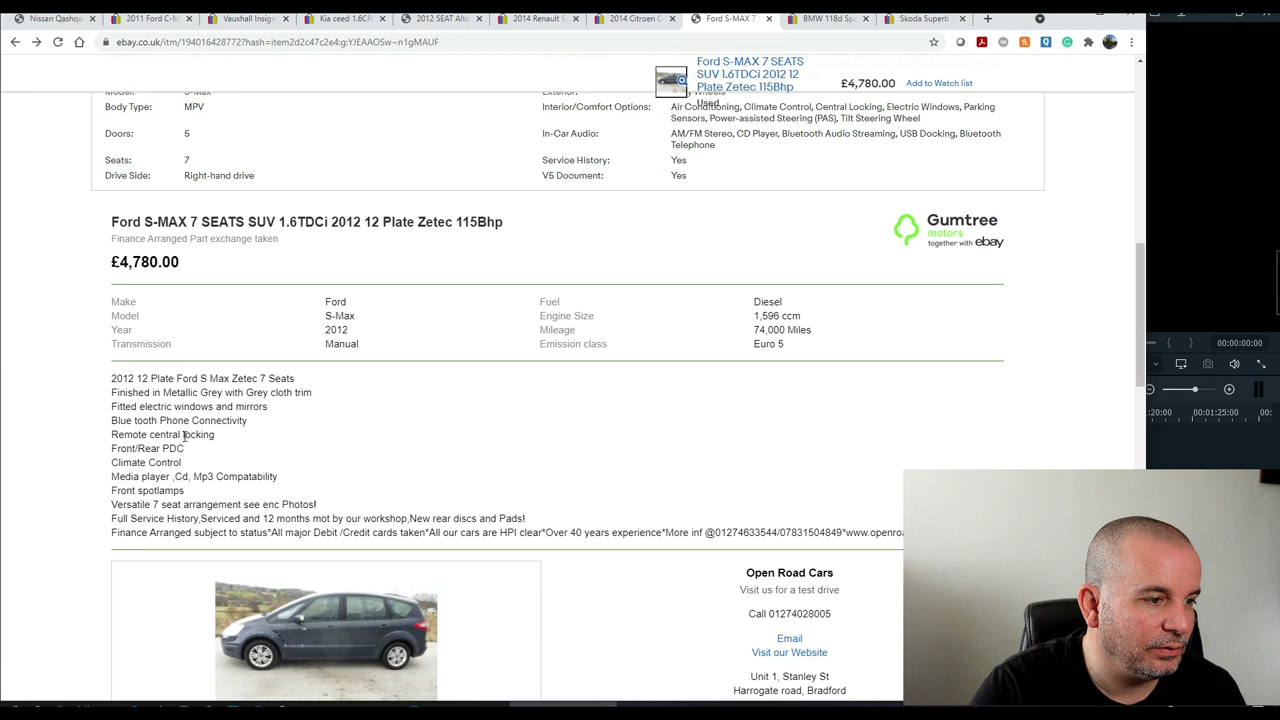 Nissan Qashqa
2011 Ford C-M
Vauxhall Insign
Kia ceed 1.6CR
2012 SEAT Alte
2014 Renault S
2014 Citroen C
Ford S-MAX 7
BMW 118d Spo
Skoda Superb
ebay.co.uk/itm/194016428772?hash=item2d2c47c2e4:g:YJEAAOSw~n1gMAUF
Ford S-MAX 7 SEATS
SUV 1.6TDCi 2012 12
Plate Zetec 115Bhp
Used
£4,780.00
Add to Watch list
Body Type: MPV
Doors: 5
Seats: 7
Drive Side: Right-hand drive
Interior/Comfort Options: Air Conditioning, Climate Control, Central Locking, Electric Windows, Parking
Sensors, Power-assisted Steering (PAS), Tilt Steering Wheel
In-Car Audio: AM/FM Stereo, CD Player, Bluetooth Audio Streaming, USB Docking, Bluetooth
Telephone
Service History: Yes
V5 Document: Yes
Ford S-MAX 7 SEATS SUV 1.6TDCi 2012 12 Plate Zetec 115Bhp
Finance Arranged Part exchange taken
£4,780.00
Gumtree
motors
together with ebay
Make Ford Fuel Diesel
Model S-Max Engine Size 1,596 ccm
Year 2012 Mileage 74,000 Miles
Transmission Manual Emission class Euro 5
2012 12 Plate Ford S Max Zetec 7 Seats
Finished in Metallic Grey with Grey cloth trim
Fitted electric windows and mirrors
Blue tooth Phone Connectivity
Remote central locking
Front/Rear PDC
Climate Control
Media player ,Cd, Mp3 Compatability
Front spotlamps
Versatile 7 seat arrangement see enc Photos!
Full Service History,Serviced and 12 months mot by our workshop,New rear discs and Pads!
Finance Arranged subject to status*All major Debit /Credit cards taken*All our cars are HPI clear*Over 40 years experience*More inf @01274633544/07831504849*www.openroa
Open Road Cars
Visit us for a test drive
Call 01274028005
Email
Visit our Website
Unit 1, Stanley St
Harrogate road, Bradford
00:00:00:00
:20:00
00:01:25:00